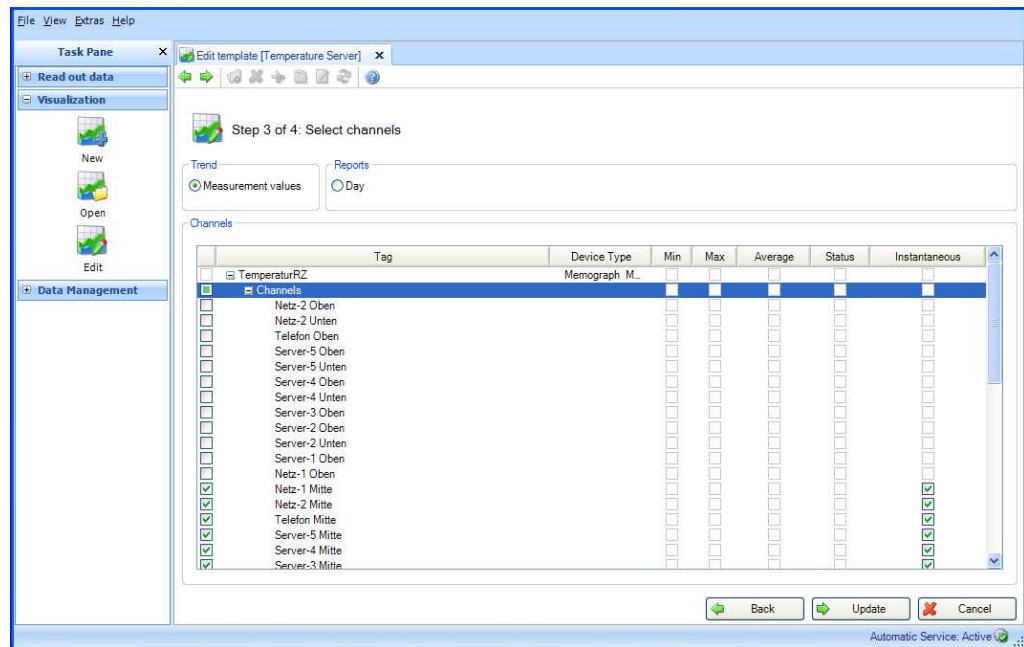 File View Extras Help
Task Pane
Edit template [Temperature Server]
Read out data
Visualization
New
Open
Edit
Data Management
Step 3 of 4: Select channels
Trend
Measurement values
Reports
Day
Channels
Tag Device Type Min Max Average Status Instantaneous
TemperaturRZ Memograph M...
Channels
Netz-2 Oben
Netz-2 Unten
Telefon Oben
Server-5 Oben
Server-5 Unten
Server-4 Oben
Server-4 Unten
Server-3 Oben
Server-2 Oben
Server-2 Unten
Server-1 Oben
Netz-1 Oben
Netz-1 Mitte
Netz-2 Mitte
Telefon Mitte
Server-5 Mitte
Server-4 Mitte
Server-3 Mitte
Back Update Cancel
Automatic Service: Active